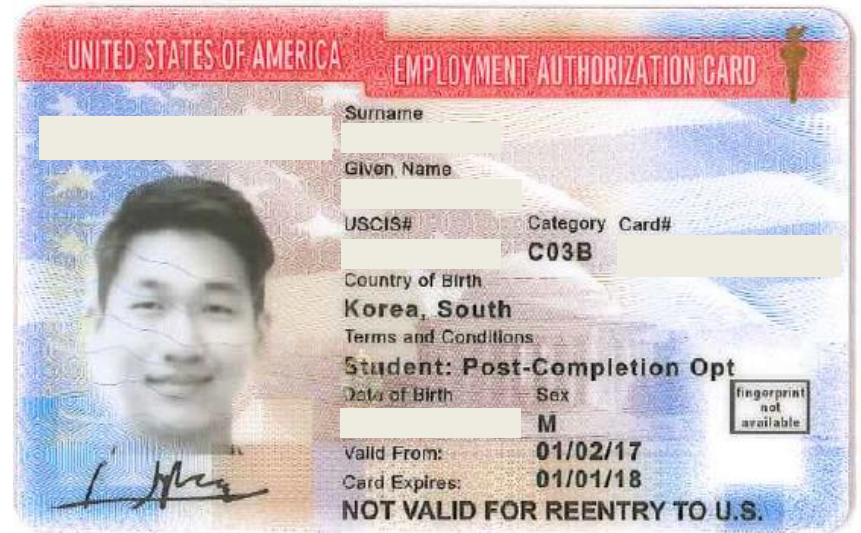 UNITED STATES OF AMERICA
EMPLOYMENT AUTHORIZATION CARD
Surname
Given Name
USCIS# Category Card#
C03B
Country of Birth
Korea, South
Terms and Conditions
Student: Post-Completion Opt
Date of Birth Sex
M
fingerprint
not
available
Valid From: 01/02/17
Card Expires: 01/01/18
NOT VALID FOR REENTRY TO U.S.